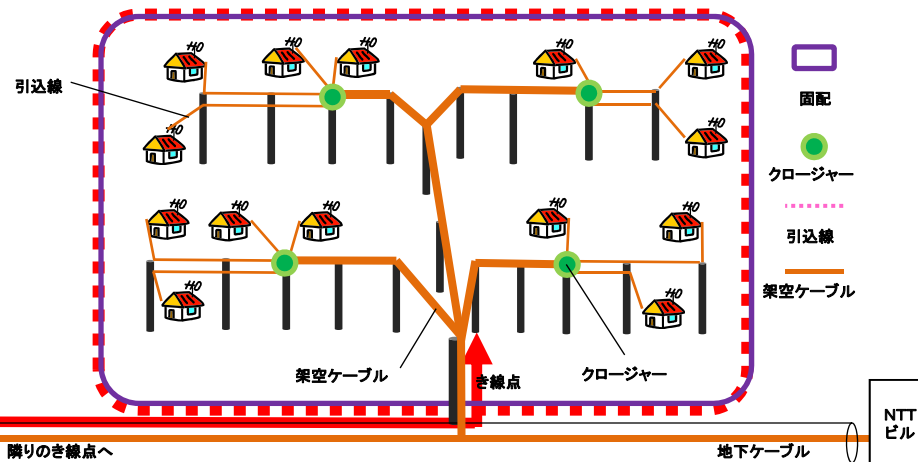 引込線
固配
クロージャー
引込線
架空ケーブル
架空ケーブル
き線点
クロージャー
NTT
ビル
隣りのき線点へ
地下ケーブル